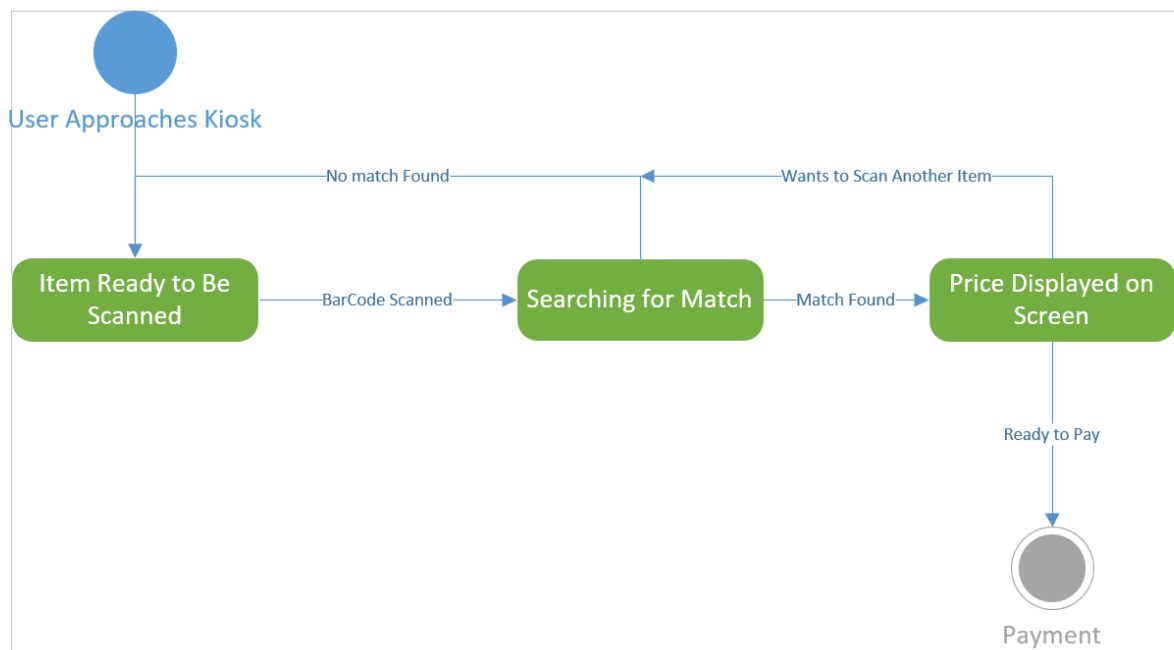 User Approaches Kiosk
No match Found
Wants to Scan Another Item
Item Ready to Be
Scanned
BarCode Scanned
Searching for Match
Match Found
Price Displayed on
Screen
Ready to Pay
Payment